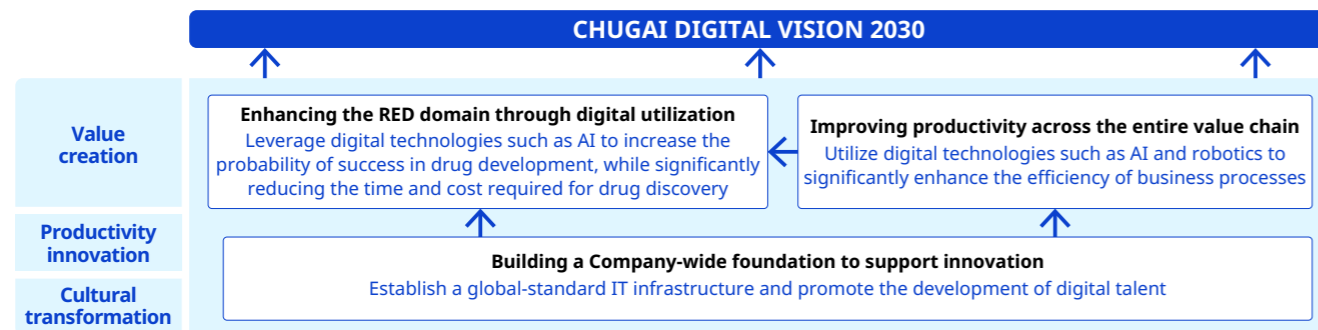 CHUGAI DIGITAL VISION 2030
Value
creation
Enhancing the RED domain through digital utilization
Leverage digital technologies such as AI to increase the
probability of success in drug development, while significantly
reducing the time and cost required for drug discovery
Improving productivity across the entire value chain
Utilize digital technologies such as AI and robotics to
significantly enhance the efficiency of business processes
Productivity
innovation
Cultural
transformation
Building a Company-wide foundation to support innovation
Establish a global-standard IT infrastructure and promote the development of digital talent